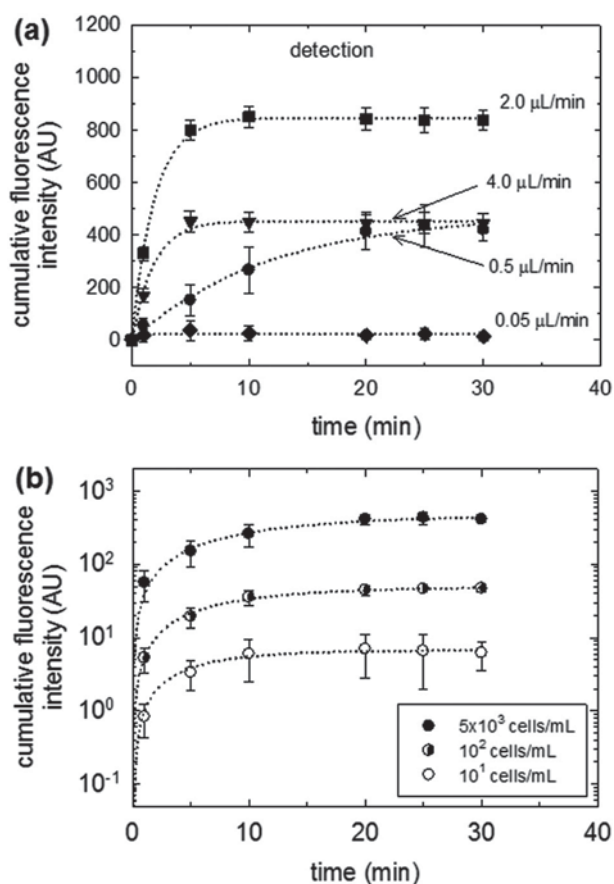 (a)
1200
1000
800
600
400
200
0
detection
2.0 µL/min
4.0 µL/min
0.5 µL/min
0.05 µL/min
cumulative fluorescence
intensity (AU)
0 10 20 30 40
time (min)
(b)
10³
10²
10¹
10⁰
10⁻¹
cumulative fluorescence
intensity (AU)
5x10³ cells/mL
10² cells/mL
10¹ cells/mL
0 10 20 30 40
time (min)